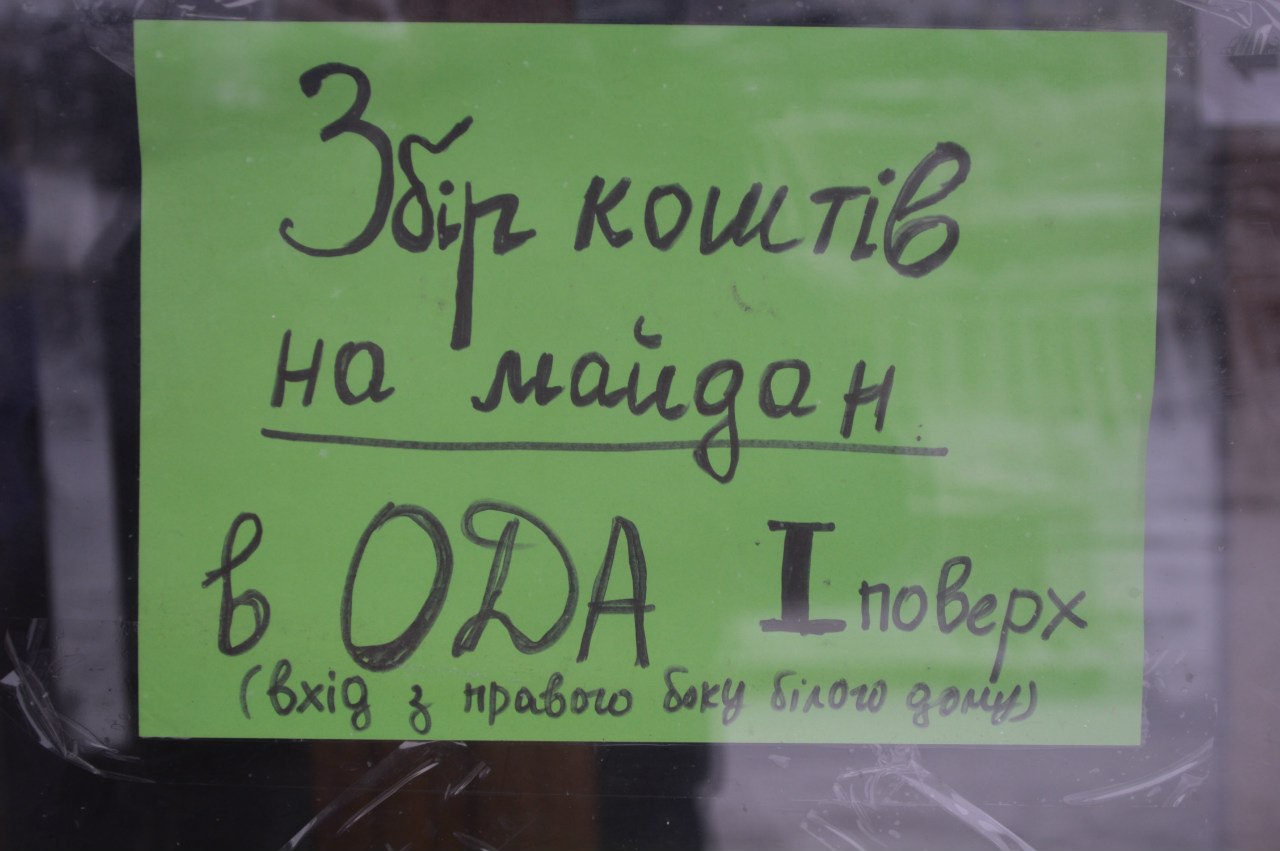 Збір коштів
на майдан
в ОДА І поверх
(вхід з правого боку білого дому)